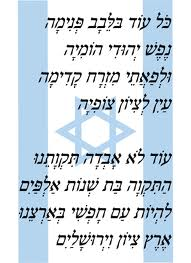 כֹּל עוֹד בַּלֵּבָב פְּנִימָה
נֶפֶשׁ יְהוּדִי הוֹמִיָּה
וּלְפַאֲתֵי מִזְרָח קָדִימָה
עַיִן לְצִיּוֹן צוֹפִיָּה
עוֹד לֹא אָבְדָה תִּקְוָתֵנוּ
הַתִּקְוָה בַּת שְׁנוֹת אַלְפַּיִם
לִהְיוֹת עַם חָפְשִׁי בְּאַרְצֵנוּ
אֶרֶץ צִיּוֹן וִירוּשָׁלַיִם